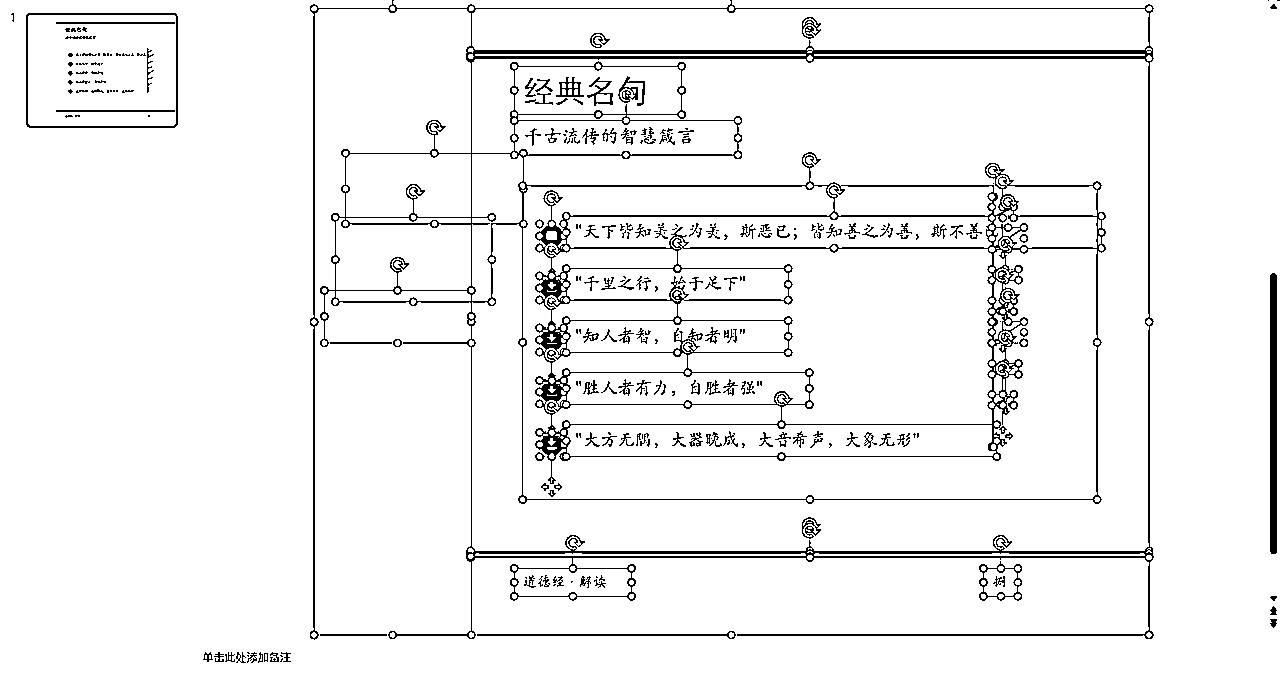 1
经典名句
千古流传的智慧箴言
"天下皆知美之为美，斯恶已；皆知善之为善，斯不善
"千里之行，始于足下"
"知人者智，自知者明"
"胜人者有力，自胜者强"
"大方无隅，大器晚成，大音希声，大象无形"
道德经·解读
捌
单击此处添加备注